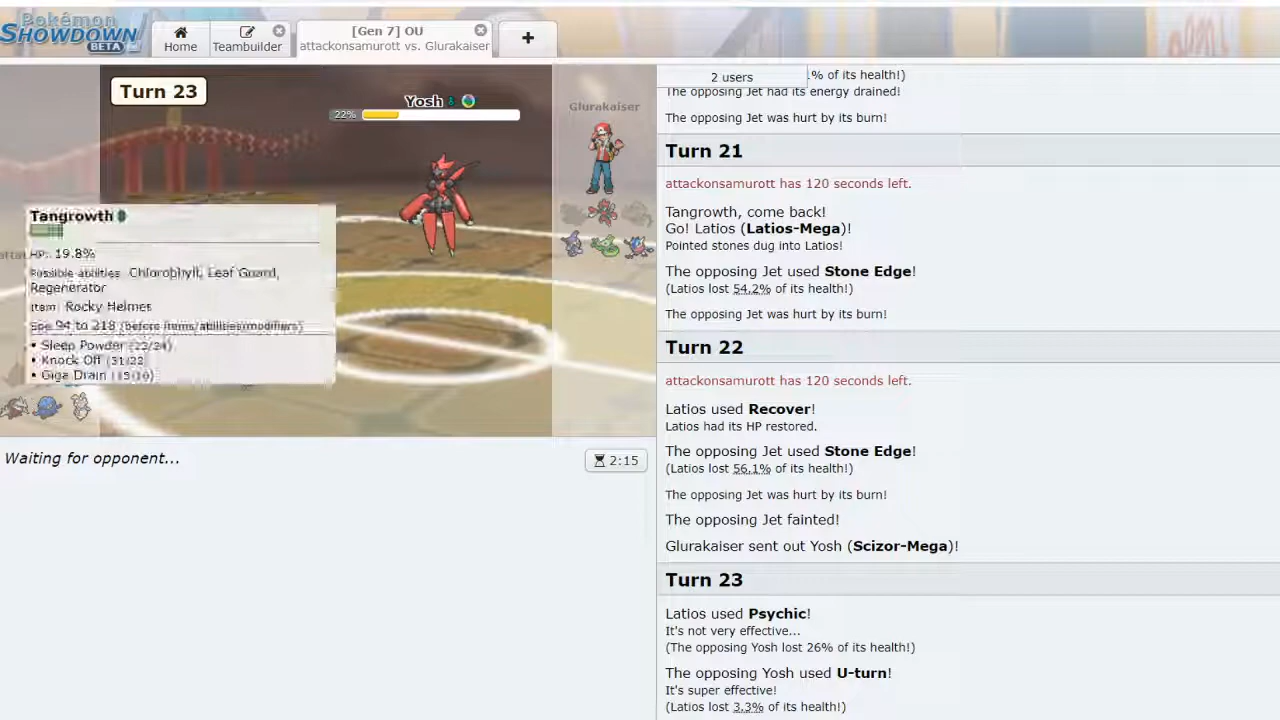 Pokémon
SHOWDOWN
BETA
Home
Teambuilder
[Gen 7] OU
attackonsamurott vs. Glurakaiser
+
Turn 23
Yosh
22%
Glurakaiser
Tangrowth
HP: 19.8%
Possible abilities: Chlorophyll, Leaf Guard,
Regenerator
Item: Rocky Helmet
Spe 94 to 218 (before items/abilities/modifiers)
• Sleep Powder
• Knock Off
• Giga Drain
Waiting for opponent...
2:15
2 users
% of its health!)
The opposing Jet had its energy drained!
The opposing Jet was hurt by its burn!
Turn 21
attackonsamurott has 120 seconds left.
Tangrowth, come back!
Go! Latios (Latios-Mega)!
Pointed stones dug into Latios!
The opposing Jet used Stone Edge!
(Latios lost 54.2% of its health!)
The opposing Jet was hurt by its burn!
Turn 22
attackonsamurott has 120 seconds left.
Latios used Recover!
Latios had its HP restored.
The opposing Jet used Stone Edge!
(Latios lost 56.1% of its health!)
The opposing Jet was hurt by its burn!
The opposing Jet fainted!
Glurakaiser sent out Yosh (Scizor-Mega)!
Turn 23
Latios used Psychic!
It's not very effective...
(The opposing Yosh lost 26% of its health!)
The opposing Yosh used U-turn!
It's super effective!
(Latios lost 3.3% of its health!)